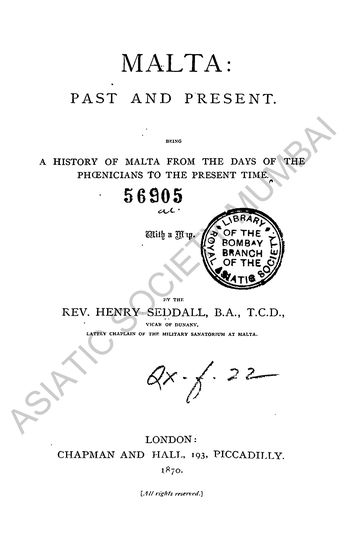 MALTA:
PAST AND PRESENT.
BEING
A HISTORY OF MALTA FROM THE DAYS OF THE
PHŒNICIANS TO THE PRESENT TIME.
56905
With a Map.
LIBRARY
OF THE
BOMBAY
BRANCH
OF THE
ROYAL ASIATIC SOCIETY.
BY THE
REV. HENRY SEDDALL, B.A., T.C.D.,
VICAR OF DUNANY,
LATELY CHAPLAIN OF THE MILITARY SANATORIUM AT MALTA.
LONDON:
CHAPMAN AND HALL, 193, PICCADILLY.
1870.
[All rights reserved.]
ASIATIC SOCIETY MUMBAI